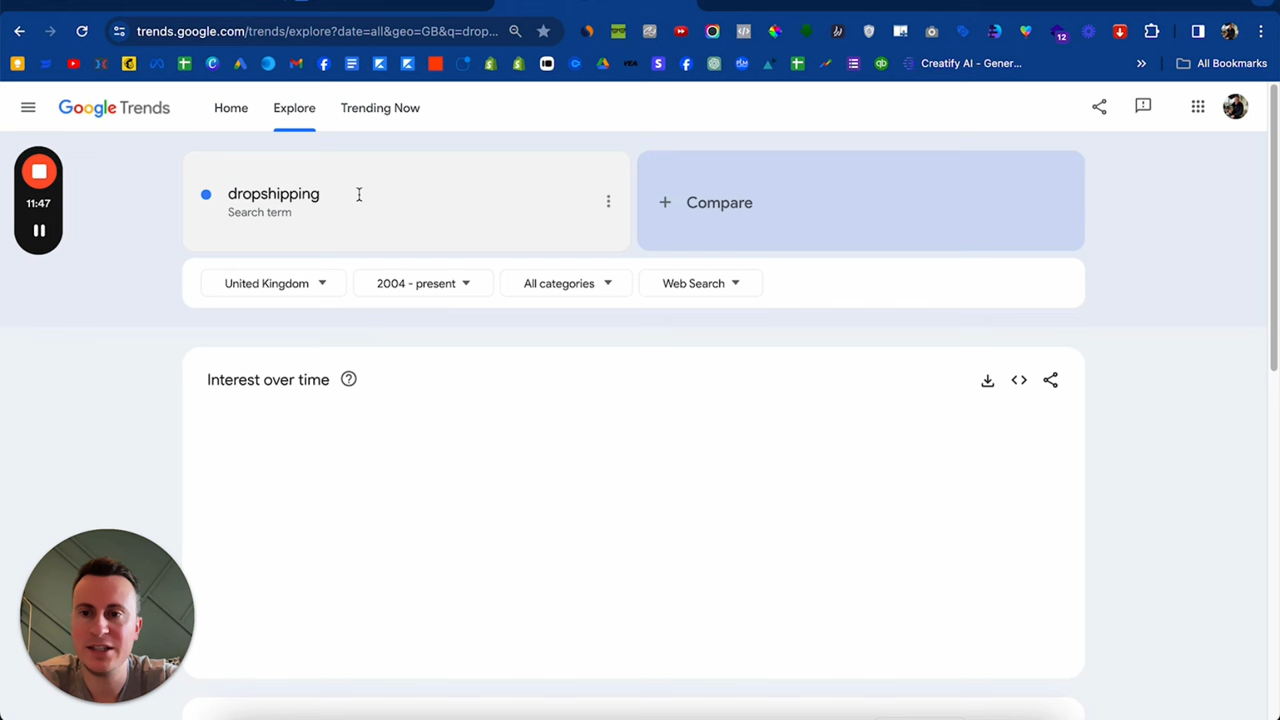 trends.google.com/trends/explore?date=all&geo=GB&q=drop...
12
VEA
Creatify AI - Gener...
»
All Bookmarks
Google Trends
Home
Explore
Trending Now
11:47
dropshipping
Search term
+ Compare
United Kingdom
2004 - present
All categories
Web Search
Interest over time